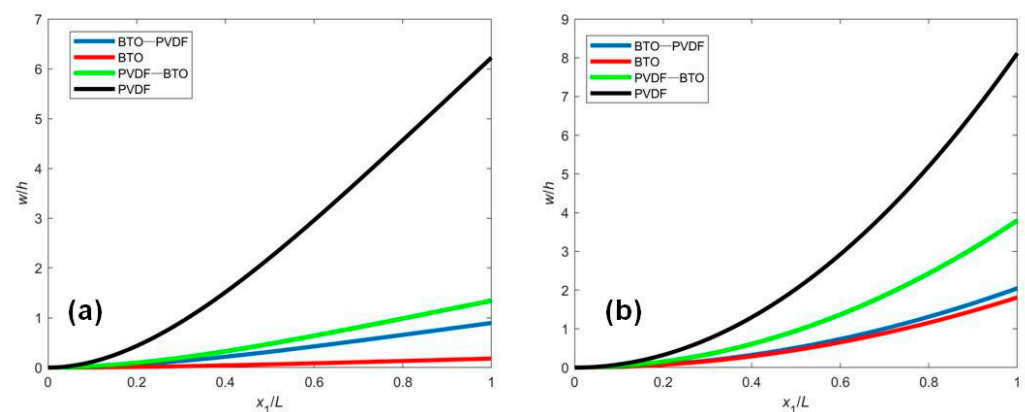 7
6
5
4
3
2
1
0
w/h
BTO—PVDF
BTO
PVDF—BTO
PVDF
(a)
0 0.2 0.4 0.6 0.8 1
x₁/L
9
8
7
6
5
4
3
2
1
0
w/h
BTO—PVDF
BTO
PVDF—BTO
PVDF
(b)
0 0.2 0.4 0.6 0.8 1
x₁/L